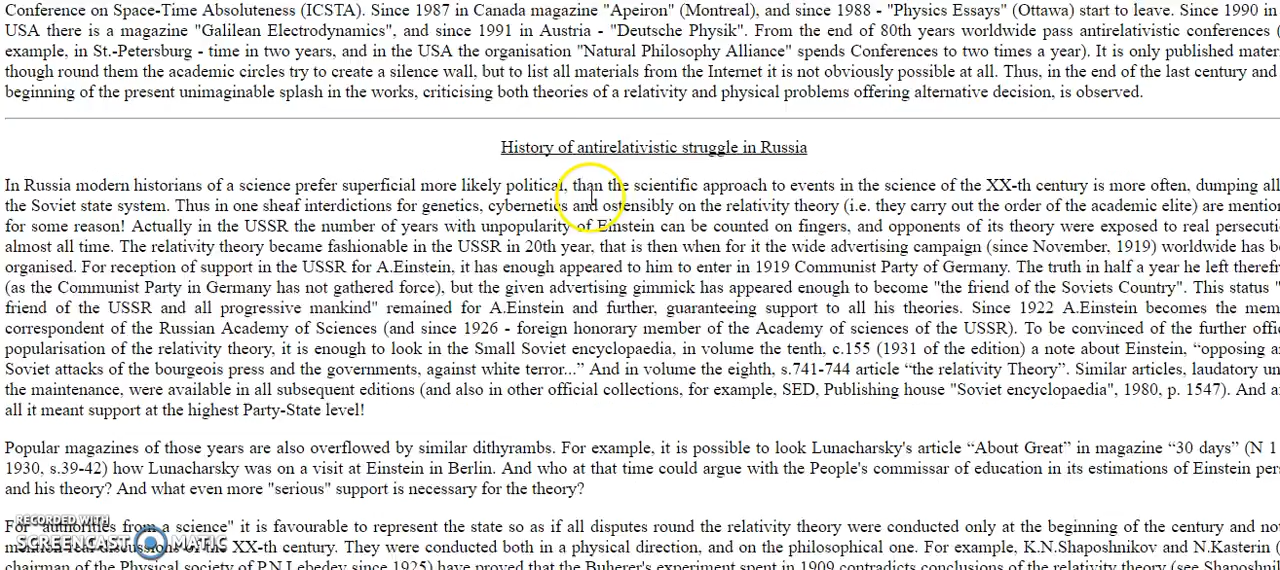 Conference on Space-Time Absoluteness (ICSTA). Since 1987 in Canada magazine "Apeiron" (Montreal), and since 1988 - "Physics Essays" (Ottawa) start to leave. Since 1990 in
USA there is a magazine "Galilean Electrodynamics", and since 1991 in Austria - "Deutsche Physik". From the end of 80th years worldwide pass antirelativistic conferences (
example, in St.-Petersburg - time in two years, and in the USA the organisation "Natural Philosophy Alliance" spends Conferences to two times a year). It is only published mater
though round them the academic circles try to create a silence wall, but to list all materials from the Internet it is not obviously possible at all. Thus, in the end of the last century and
beginning of the present unimaginable splash in the works, criticising both theories of a relativity and physical problems offering alternative decision, is observed.
History of antirelativistic struggle in Russia
In Russia modern historians of a science prefer superficial more likely political, than the scientific approach to events in the science of the XX-th century is more often, dumping all
the Soviet state system. Thus in one sheaf interdictions for genetics, cybernetics and ostensibly on the relativity theory (i.e. they carry out the order of the academic elite) are mention
for some reason! Actually in the USSR the number of years with unpopularity of Einstein can be counted on fingers, and opponents of its theory were exposed to real persecuti
almost all time. The relativity theory became fashionable in the USSR in 20th year, that is then when for it the wide advertising campaign (since November, 1919) worldwide has be
organised. For reception of support in the USSR for A.Einstein, it has enough appeared to him to enter in 1919 Communist Party of Germany. The truth in half a year he left theref
(as the Communist Party in Germany has not gathered force), but the given advertising gimmick has appeared enough to become "the friend of the Soviets Country". This status "
friend of the USSR and all progressive mankind" remained for A.Einstein and further, guaranteeing support to all his theories. Since 1922 A.Einstein becomes the mem
correspondent of the Russian Academy of Sciences (and since 1926 - foreign honorary member of the Academy of sciences of the USSR). To be convinced of the further offic
popularisation of the relativity theory, it is enough to look in the Small Soviet encyclopaedia, in volume the tenth, c.155 (1931 of the edition) a note about Einstein, “opposing a
Soviet attacks of the bourgeois press and the governments, against white terror...” And in volume the eighth, s.741-744 article “the relativity Theory”. Similar articles, laudatory un
the maintenance, were available in all subsequent editions (and also in other official collections, for example, SED, Publishing house "Soviet encyclopaedia", 1980, p. 1547). And a
all it meant support at the highest Party-State level!
Popular magazines of those years are also overflowed by similar dithyrambs. For example, it is possible to look Lunacharsky's article “About Great” in magazine “30 days” (N 1
1930, s.39-42) how Lunacharsky was on a visit at Einstein in Berlin. And who at that time could argue with the People's commissar of education in its estimations of Einstein per
and his theory? And what even more "serious" support is necessary for the theory?
For "authorities from a science" it is favourable to represent the state so as if all disputes round the relativity theory were conducted only at the beginning of the century and no
mention real discussions of the XX-th century. They were conducted both in a physical direction, and on the philosophical one. For example, K.N.Shaposhnikov and N.Kasterin (
chairman of the Physical society of P.N.Lebedev since 1925) have proved that the Buherer's experiment spent in 1909 contradicts conclusions of the relativity theory (see Shaposhni
RECORDED WITH
SCREENCAST MATIC